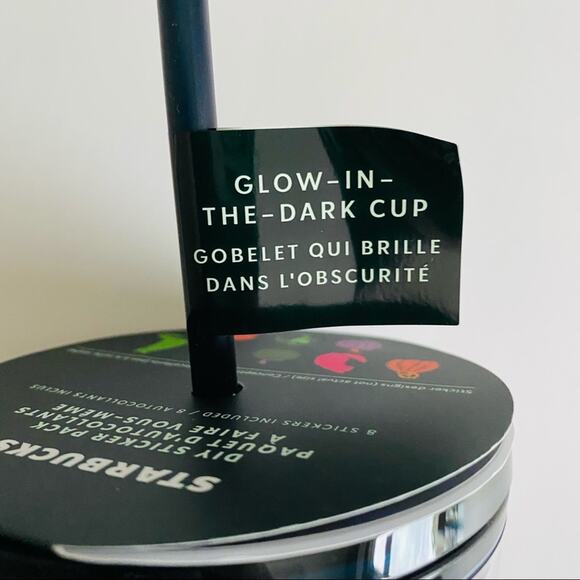 GLOW-IN-
THE-DARK CUP
GOBELET QUI BRILLE
DANS L'OBSCURITÉ
STARBUCKS
DIY STICKER PACK
PAQUET D'AUTOCOLLANTS
À FAIRE VOUS-MÊME
8 STICKERS INCLUDED / 8 AUTOCOLLANTS INCLUS
Sticker designs (not actual size) /